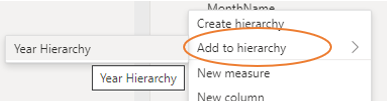 MonthName
Create hierarchy
Year Hierarchy
Add to hierarchy
Year Hierarchy
New measure
New column